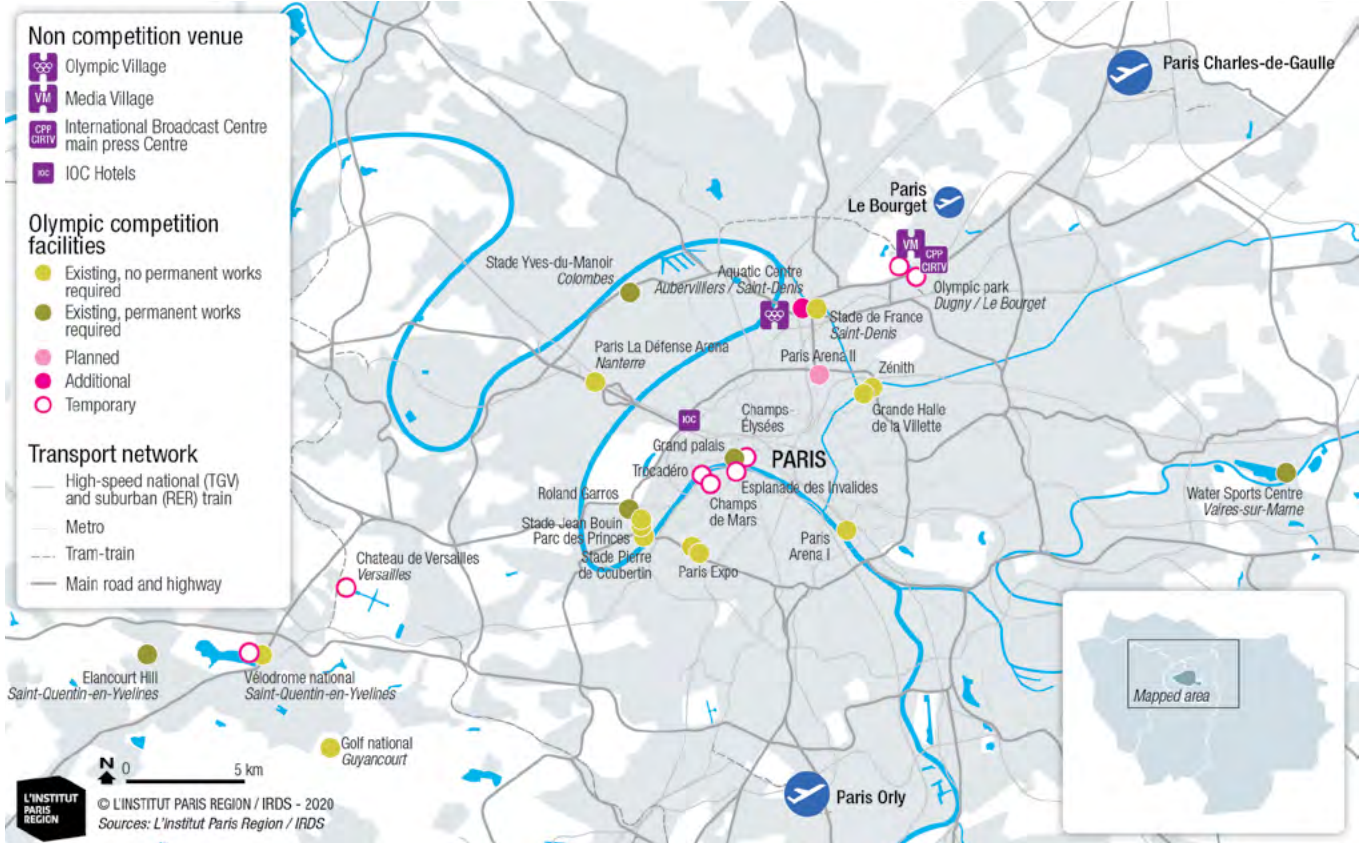 Non competition venue
Olympic Village
VM
Media Village
CPP
CIRTV
International Broadcast Centre
main press Centre
IOC
IOC Hotels
Olympic competition
facilities
Existing, no permanent works
required
Existing, permanent works
required
Planned
Additional
Temporary
Transport network
High-speed national (TGV)
and suburban (RER) train
Metro
Tram-train
Main road and highway
Paris Charles-de-Gaulle
Paris
Le Bourget
VM
CPP
CIRTV
Olympic park
Dugny / Le Bourget
Stade Yves-du-Manoir
Colombes
Aquatic Centre
Aubervilliers / Saint-Denis
Stade de France
Saint-Denis
Paris La Défense Arena
Nanterre
Paris Arena II
Zénith
Grande Halle
de la Villette
IOC
Champs-
Élysées
Grand palais
PARIS
Trocadéro
Esplanade des Invalides
Champs
de Mars
Roland Garros
Stade Jean Bouin
Parc des Princes
Stade Pierre
de Coubertin
Paris Expo
Paris
Arena I
Water Sports Centre
Vaires-sur-Marne
Chateau de Versailles
Versailles
Elancourt Hill
Saint-Quentin-en-Yvelines
Vélodrome national
Saint-Quentin-en-Yvelines
Golf national
Guyancourt
Paris Orly
Mapped area
N
0
5 km
L'INSTITUT
PARIS
REGION
© L'INSTITUT PARIS REGION / IRDS - 2020
Sources: L'institut Paris Region / IRDS